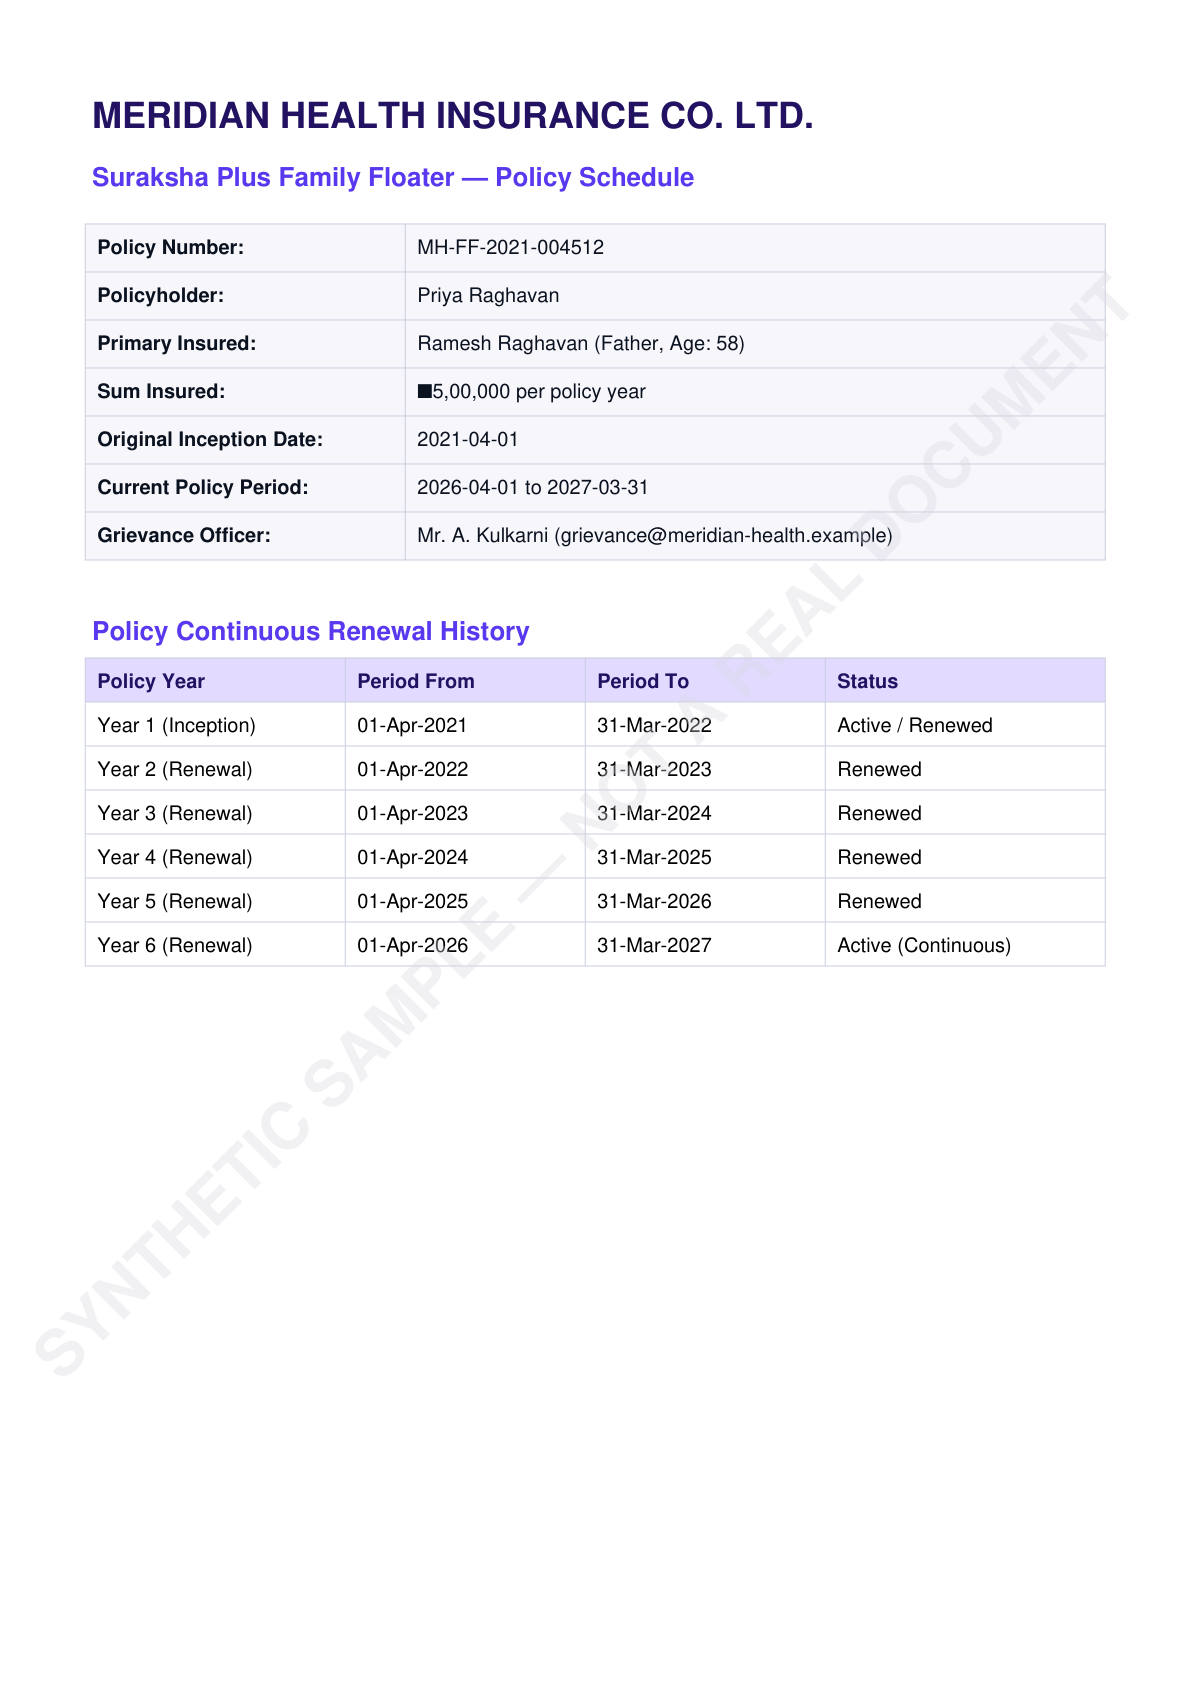 MERIDIAN HEALTH INSURANCE CO. LTD.
Suraksha Plus Family Floater — Policy Schedule
Policy Number: MH-FF-2021-004512
Policyholder: Priya Raghavan
Primary Insured: Ramesh Raghavan (Father, Age: 58)
Sum Insured: ■5,00,000 per policy year
Original Inception Date: 2021-04-01
Current Policy Period: 2026-04-01 to 2027-03-31
Grievance Officer: Mr. A. Kulkarni (grievance@meridian-health.example)
Policy Continuous Renewal History
Policy Year Period From Period To Status
Year 1 (Inception) 01-Apr-2021 31-Mar-2022 Active / Renewed
Year 2 (Renewal) 01-Apr-2022 31-Mar-2023 Renewed
Year 3 (Renewal) 01-Apr-2023 31-Mar-2024 Renewed
Year 4 (Renewal) 01-Apr-2024 31-Mar-2025 Renewed
Year 5 (Renewal) 01-Apr-2025 31-Mar-2026 Renewed
Year 6 (Renewal) 01-Apr-2026 31-Mar-2027 Active (Continuous)
SYNTHETIC SAMPLE — NOT A REAL DOCUMENT